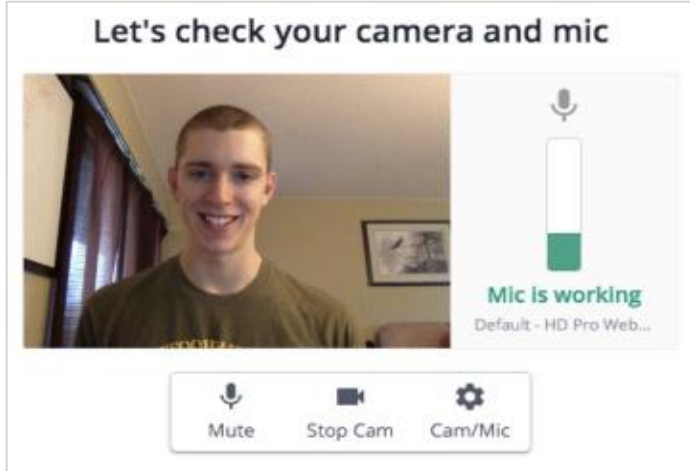 Let's check your camera and mic
Mic is working
Default - HD Pro Web...
Mute
Stop Cam
Cam/Mic